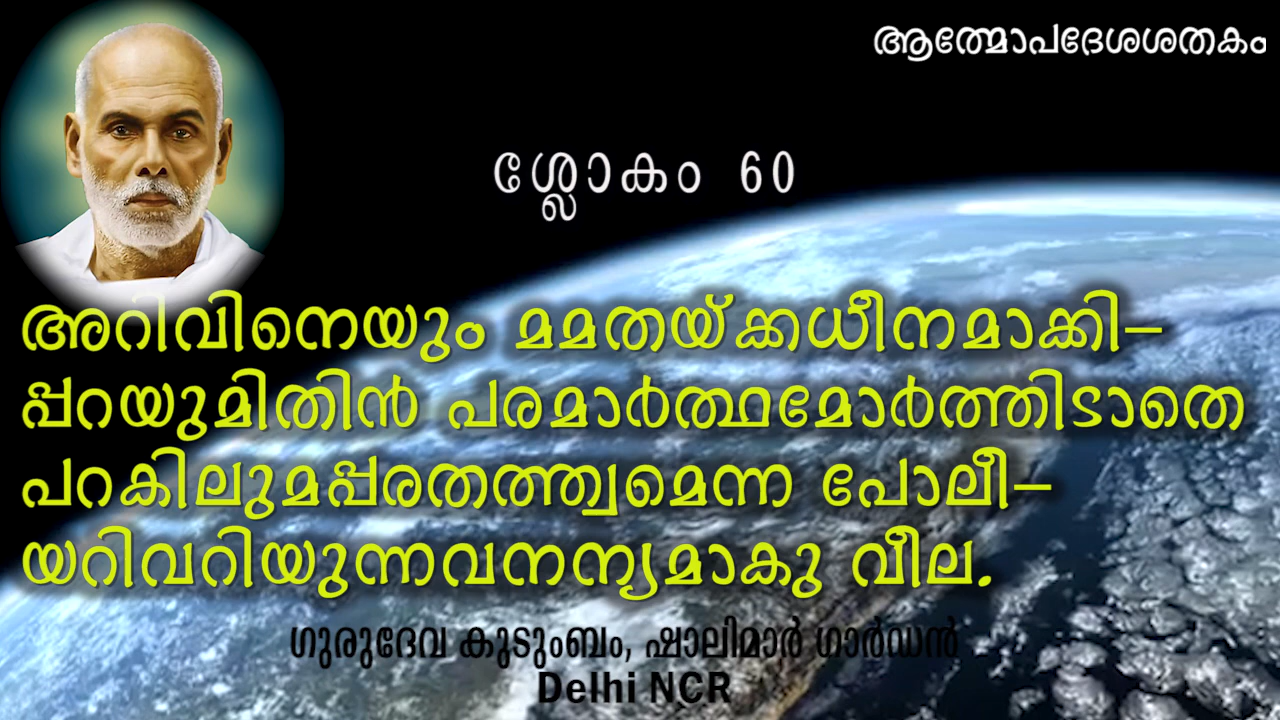 ആത്മോപദേശശതകം
ശ്ലോകം 60
അറിവിനെയും മമതയ്ക്കധീനമാക്കി–
പ്പറയുമിതിൻ പരമാർത്ഥമോർത്തിടാതെ
പറകിലുമപ്പരതത്ത്വമെന്ന പോലീ–
യറിവറിയുന്നവനന്യമാകു വീല.
ഗുരുദേവ കൂടുംബം, ഷാലിമാർ ഗാർഡൻ
Delhi NCR